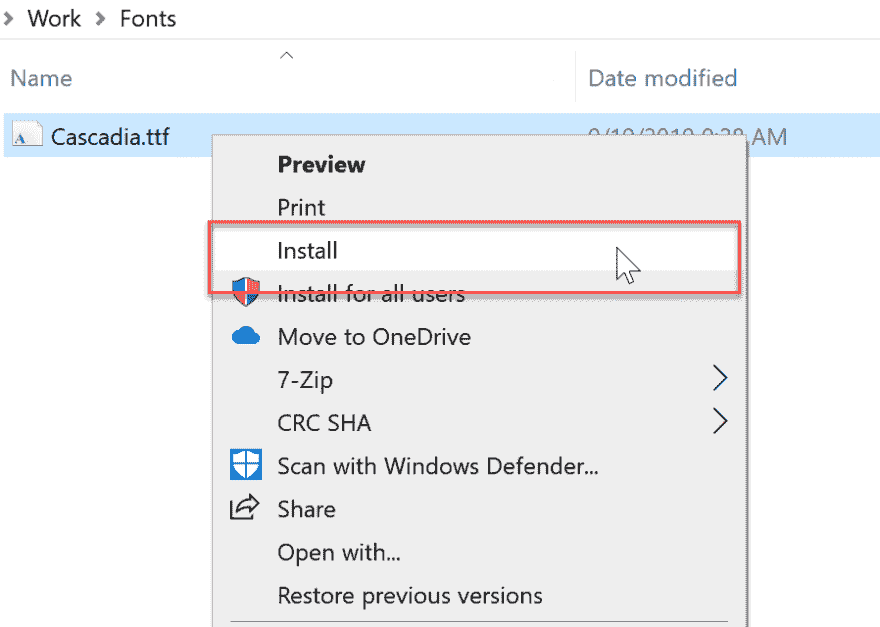 Work Fonts
Name Date modified
Cascadia.ttf AM
Preview
Print
Install
Install for all users
Move to OneDrive
7-Zip
CRC SHA
Scan with Windows Defender...
Share
Open with...
Restore previous versions